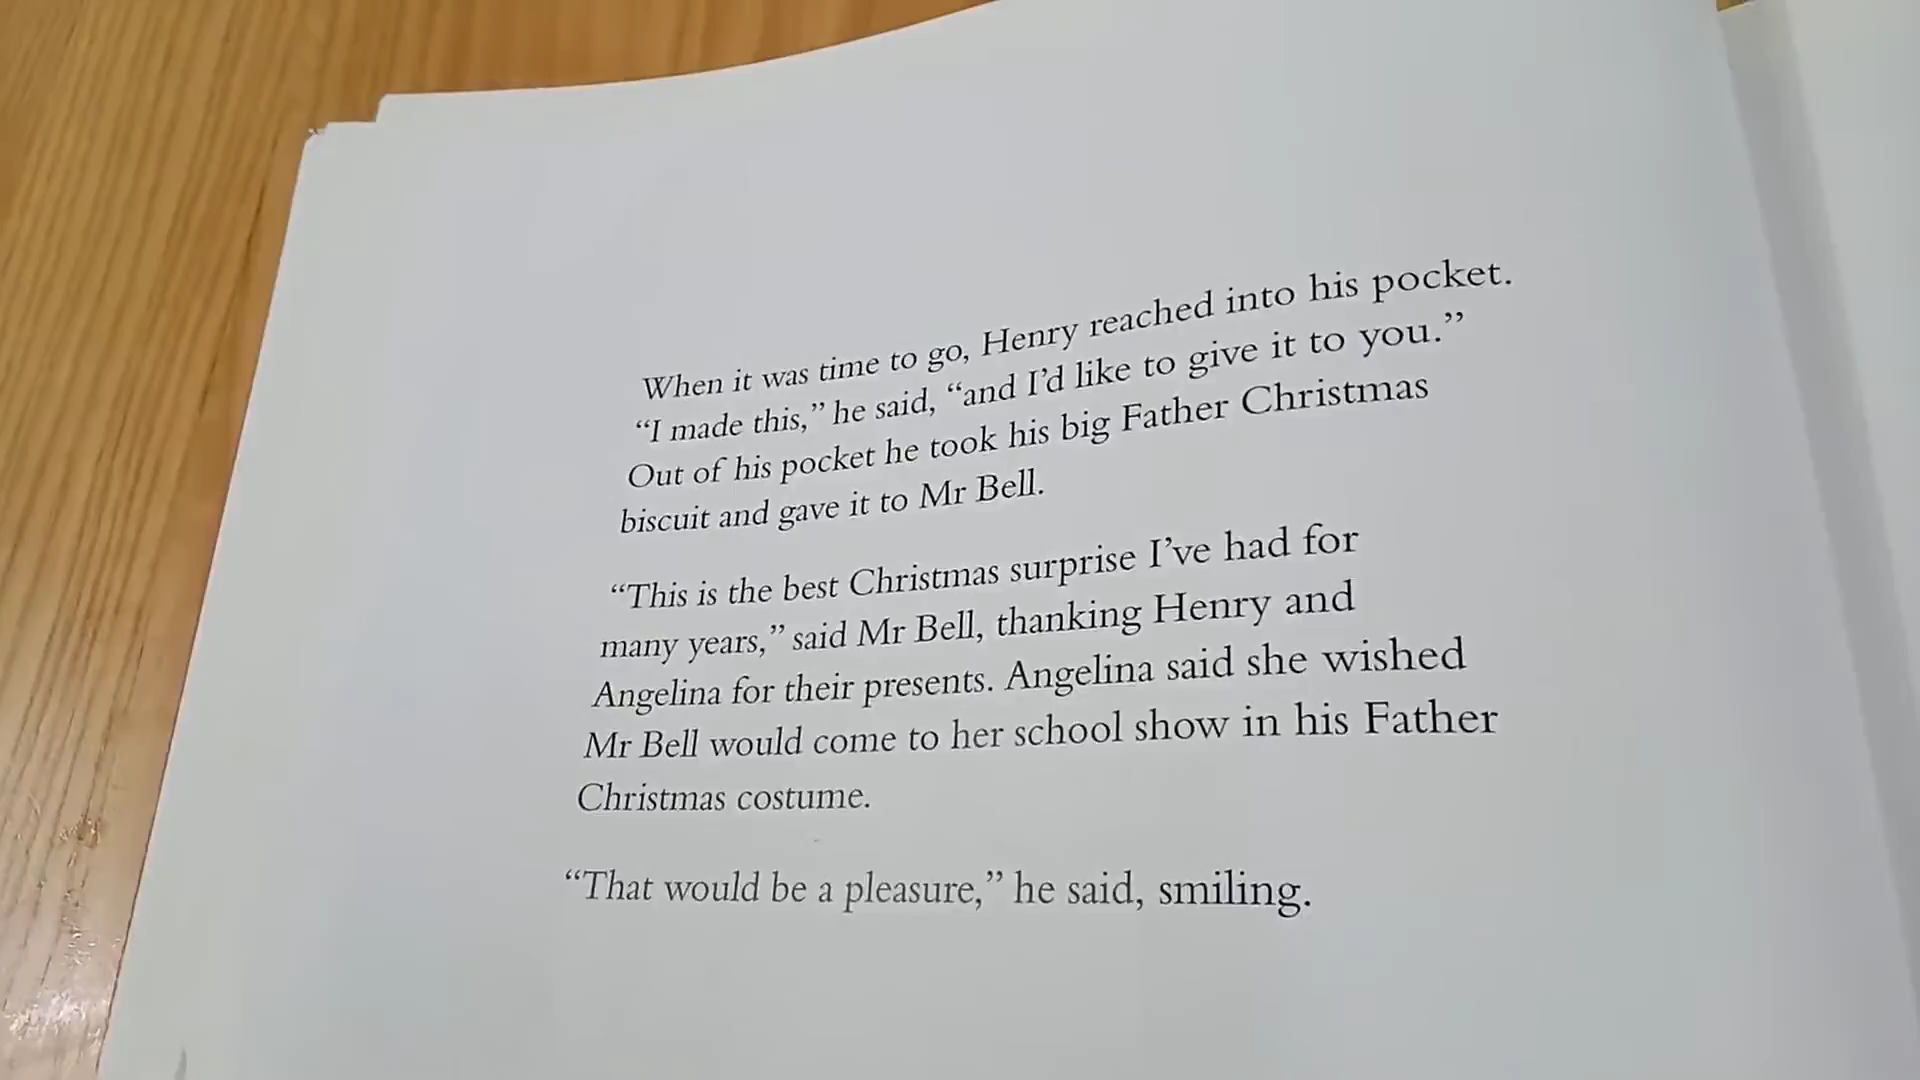 When it was time to go, Henry reached into his pocket.
“I made this,” he said, “and I’d like to give it to you.”
Out of his pocket he took his big Father Christmas
biscuit and gave it to Mr Bell.
“This is the best Christmas surprise I’ve had for
many years,” said Mr Bell, thanking Henry and
Angelina for their presents. Angelina said she wished
Mr Bell would come to her school show in his Father
Christmas costume.
“That would be a pleasure,” he said, smiling.